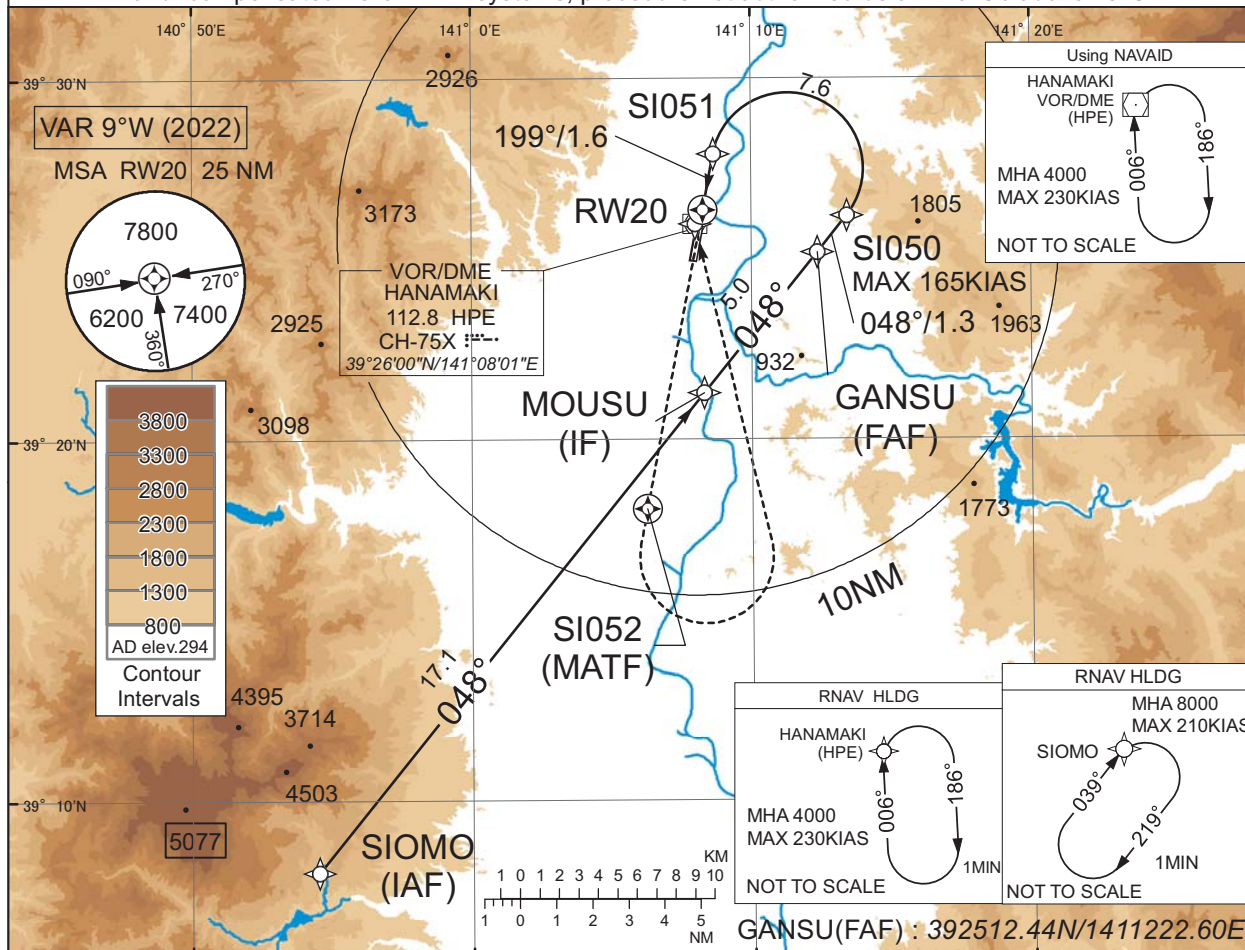 140° 50'
141° 0'
141° 10'
141° 20'
39° 30'N
39° 20'N
39° 10'N
2926
VAR 9°W (2022)
MSA RW20 25 NM
7800
090°
270°
6200
7400
360°
3173
2925
3098
3800
3300
2800
2300
1800
1300
800
AD elev.294
Contour
Intervals
VOR/DME
HANAMAKI
112.8 HPE
CH-75X
39°26'00"N/141°08'01"E
SI051
199°/1.6
7.6
RW20
1805
SI050
MAX 165KIAS
048°/1.3
1963
932
5.0
048°
MOUSU
(IF)
GANSU
(FAF)
1773
10NM
SI052
(MATF)
17.1
048°
4395
3714
4503
5077
SIOMO
(IAF)
Using NAVAID
HANAMAKI
VOR/DME
(HPE)
006°
186°
MHA 4000
MAX 230KIAS
NOT TO SCALE
RNAV HLDG
HANAMAKI
(HPE)
006°
186°
MHA 4000
MAX 230KIAS
1MIN
NOT TO SCALE
RNAV HLDG
MHA 8000
MAX 210KIAS
SIOMO
039°
219°
1MIN
NOT TO SCALE
KM
1 0 1 2 3 4 5 6 7 8 9 10
1 0 1 2 3 4 5
NM
GANSU(FAF) : 392512.44N/1411222.60E